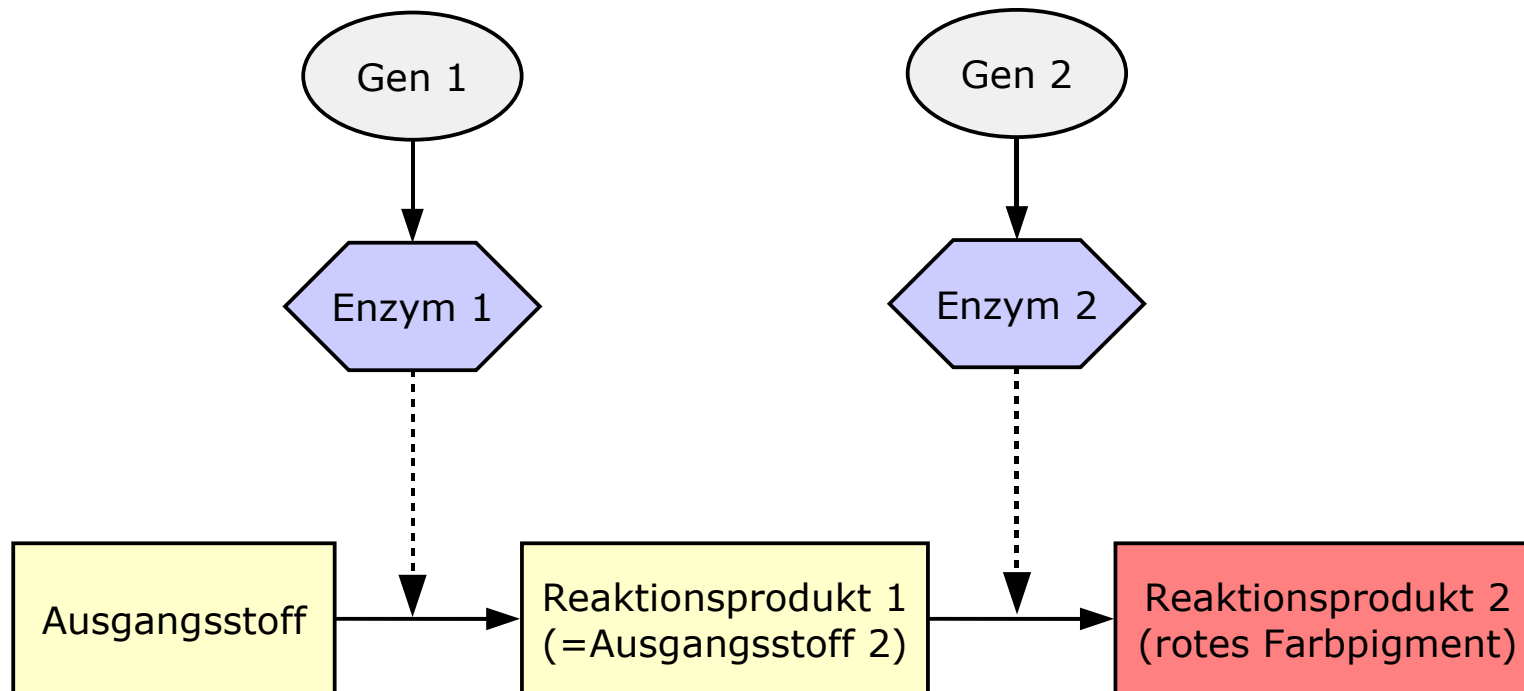 Gen 1
Gen 2
Enzym 1
Enzym 2
Ausgangsstoff
Reaktionsprodukt 1
(=Ausgangsstoff 2)
Reaktionsprodukt 2
(rotes Farbpigment)